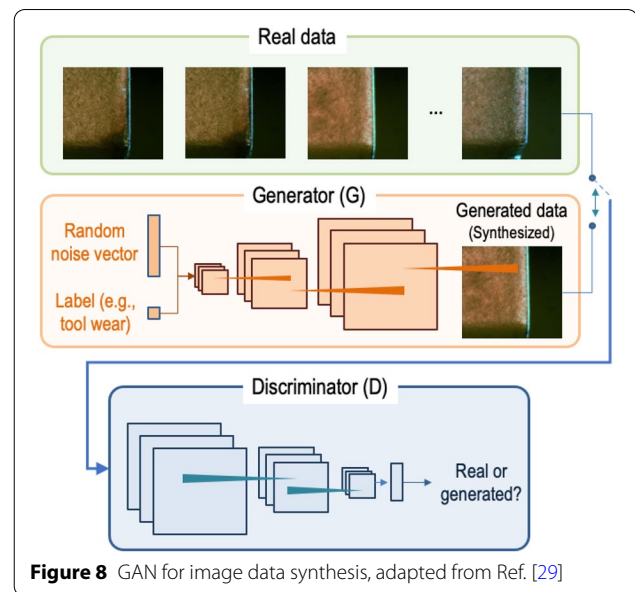 Real data
...
Generator (G)
Random
noise vector
Label (e.g.,
tool wear)
Generated data
(Synthesized)
Discriminator (D)
Real or
generated?
Figure 8 GAN for image data synthesis, adapted from Ref. [29]